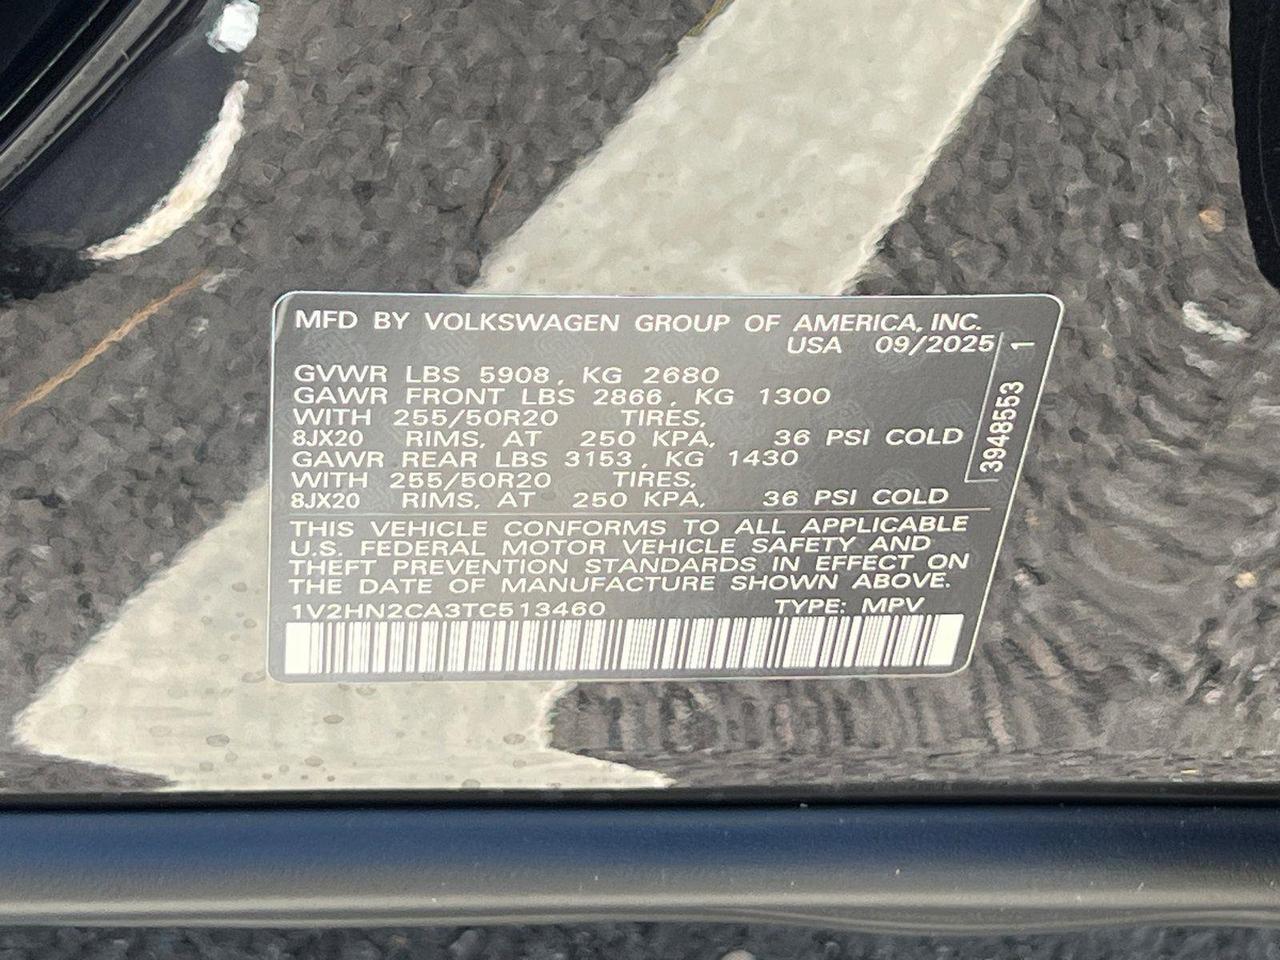 MFD BY VOLKSWAGEN GROUP OF AMERICA, INC.
USA 09/2025
GVWR LBS 5908, KG 2680
GAWR FRONT LBS 2866, KG 1300
WITH 255/50R20 TIRES,
8JX20 RIMS, AT 250 KPA, 36 PSI COLD
GAWR REAR LBS 3153, KG 1430
WITH 255/50R20 TIRES,
8JX20 RIMS, AT 250 KPA, 36 PSI COLD
3948553 1
THIS VEHICLE CONFORMS TO ALL APPLICABLE
U.S. FEDERAL MOTOR VEHICLE SAFETY AND
THEFT PREVENTION STANDARDS IN EFFECT ON
THE DATE OF MANUFACTURE SHOWN ABOVE.
1V2HN2CA3TC513460 TYPE: MPV